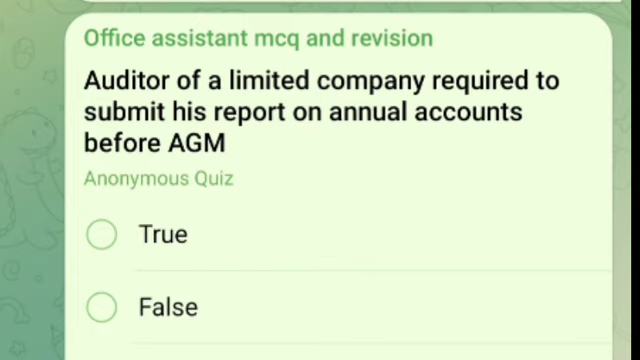 Office assistant mcq and revision
Auditor of a limited company required to
submit his report on annual accounts
before AGM
Anonymous Quiz
True
False